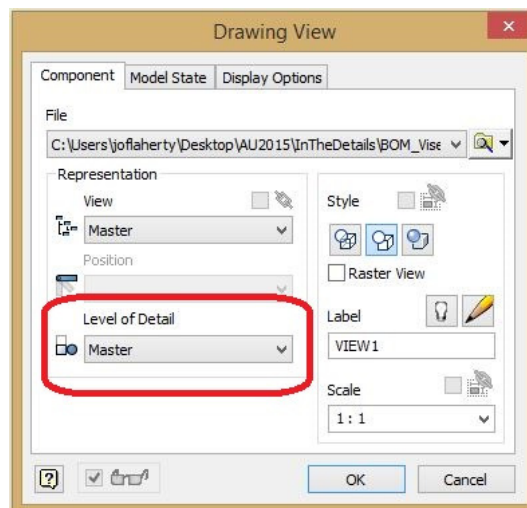 Drawing View
Component Model State Display Options
File
C:\Users\joflaherty\Desktop\AU2015\InTheDetails\BOM_Vise
Representation
View
Master
Position
Level of Detail
Master
Style
Raster View
Label
VIEW1
Scale
1 : 1
OK Cancel